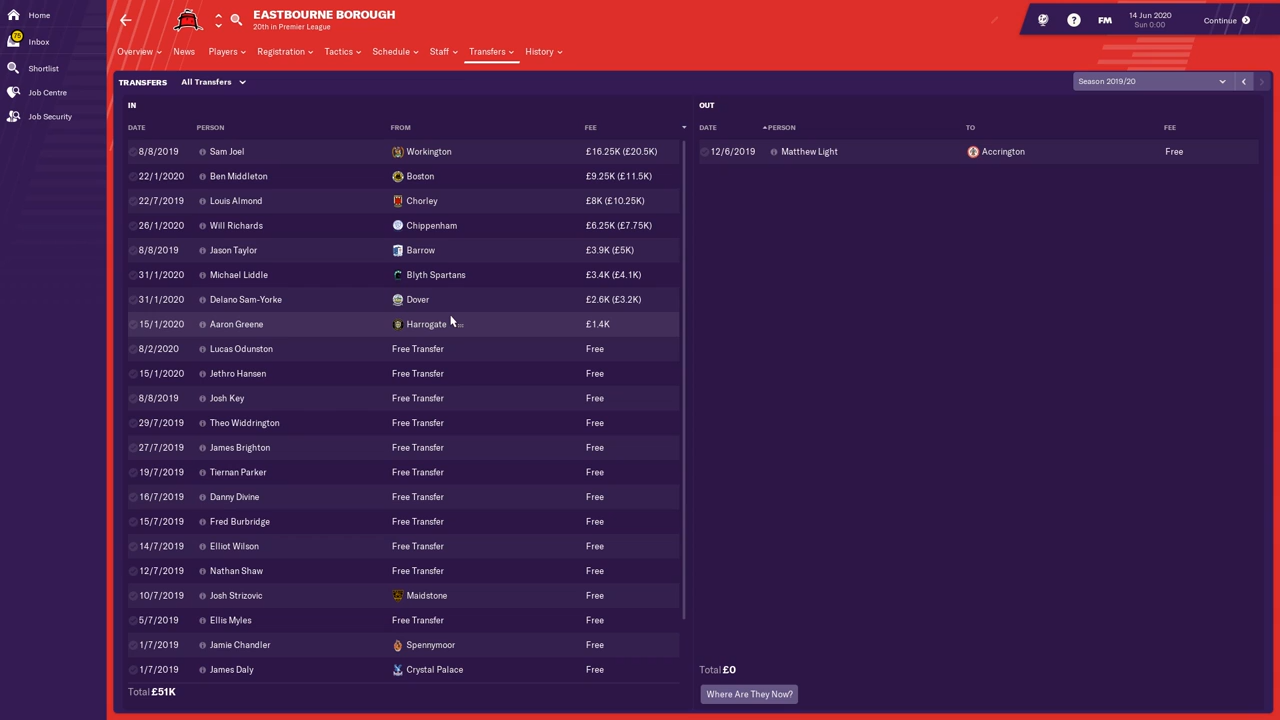 Home
75
Inbox
Shortlist
Job Centre
Job Security
EASTBOURNE BOROUGH
20th in Premier League
FM
14 Jun 2020
Sun 0:00
Continue
Overview News Players Registration Tactics Schedule Staff Transfers History
TRANSFERS All Transfers Season 2019/20
IN
DATE PERSON FROM FEE
8/8/2019 Sam Joel Workington £16.25K (£20.5K)
22/1/2020 Ben Middleton Boston £9.25K (£11.5K)
22/7/2019 Louis Almond Chorley £8K (£10.25K)
26/1/2020 Will Richards Chippenham £6.25K (£7.75K)
8/8/2019 Jason Taylor Barrow £3.9K (£5K)
31/1/2020 Michael Liddle Blyth Spartans £3.4K (£4.1K)
31/1/2020 Delano Sam-Yorke Dover £2.6K (£3.2K)
15/1/2020 Aaron Greene Harrogate £1.4K
8/2/2020 Lucas Odunston Free Transfer Free
15/1/2020 Jethro Hansen Free Transfer Free
8/8/2019 Josh Key Free Transfer Free
29/7/2019 Theo Widdrington Free Transfer Free
27/7/2019 James Brighton Free Transfer Free
19/7/2019 Tiernan Parker Free Transfer Free
16/7/2019 Danny Divine Free Transfer Free
15/7/2019 Fred Burbridge Free Transfer Free
14/7/2019 Elliot Wilson Free Transfer Free
12/7/2019 Nathan Shaw Free Transfer Free
10/7/2019 Josh Strizovic Maidstone Free
5/7/2019 Ellis Myles Free Transfer Free
1/7/2019 Jamie Chandler Spennymoor Free
1/7/2019 James Daly Crystal Palace Free
Total £51K
OUT
DATE PERSON TO FEE
12/6/2019 Matthew Light Accrington Free
Total £0
Where Are They Now?